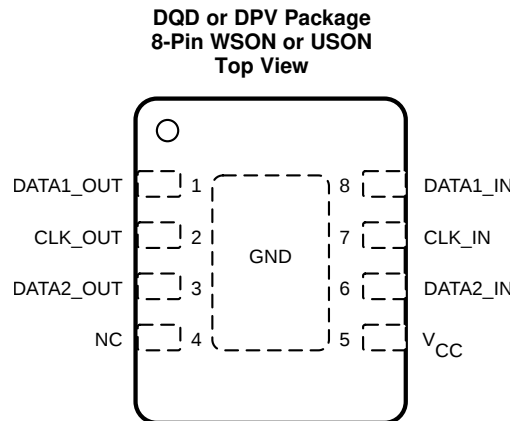 DQD or DPV Package
8-Pin WSON or USON
Top View
DATA1_OUT 1 8 DATA1_IN
CLK_OUT 2 7 CLK_IN
GND
DATA2_OUT 3 6 DATA2_IN
NC 4 5 VCC